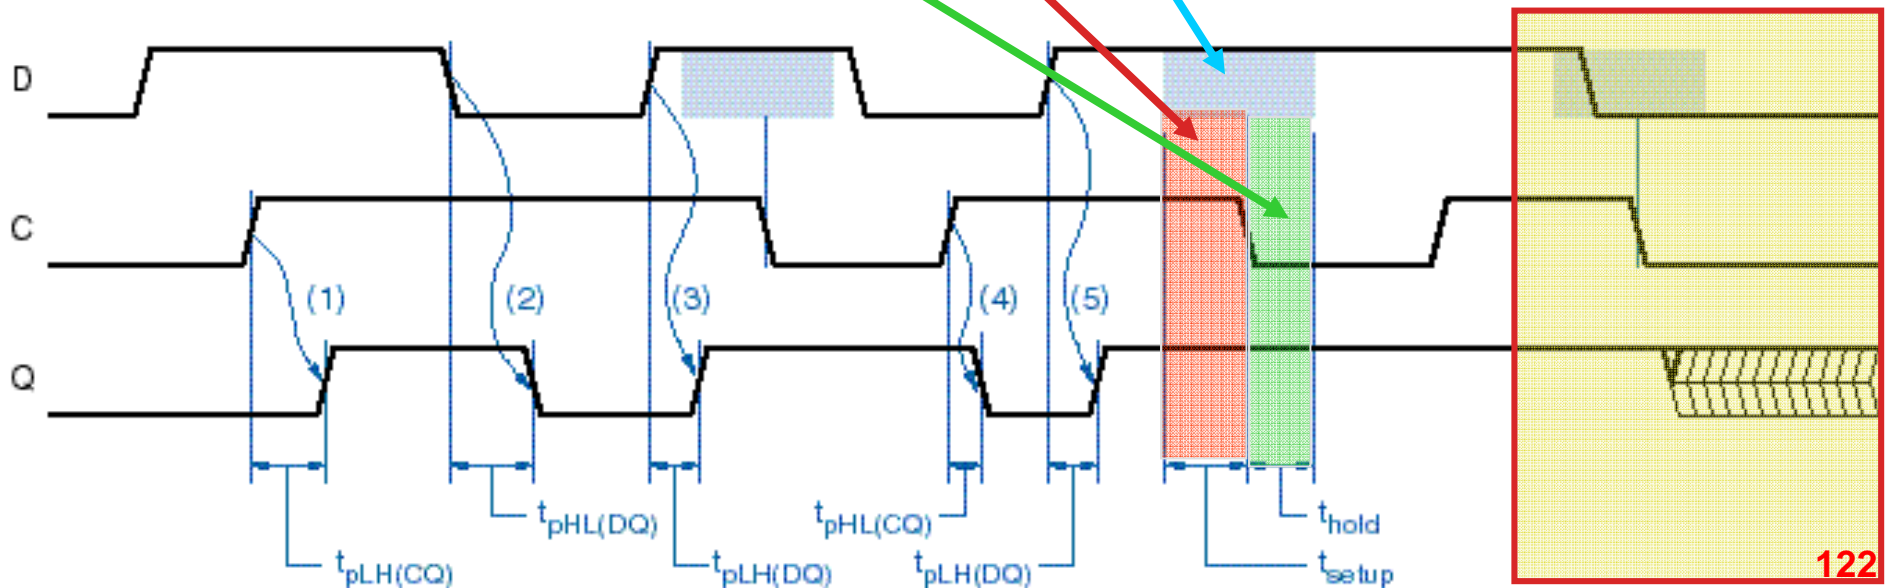 D
C
(1)
(2)
(3)
(4)
(5)
Q
tpHL(DQ)
tpHL(CQ)
thold
tpLH(CQ)
tpLH(DQ)
tpLH(DQ)
tsetup
122